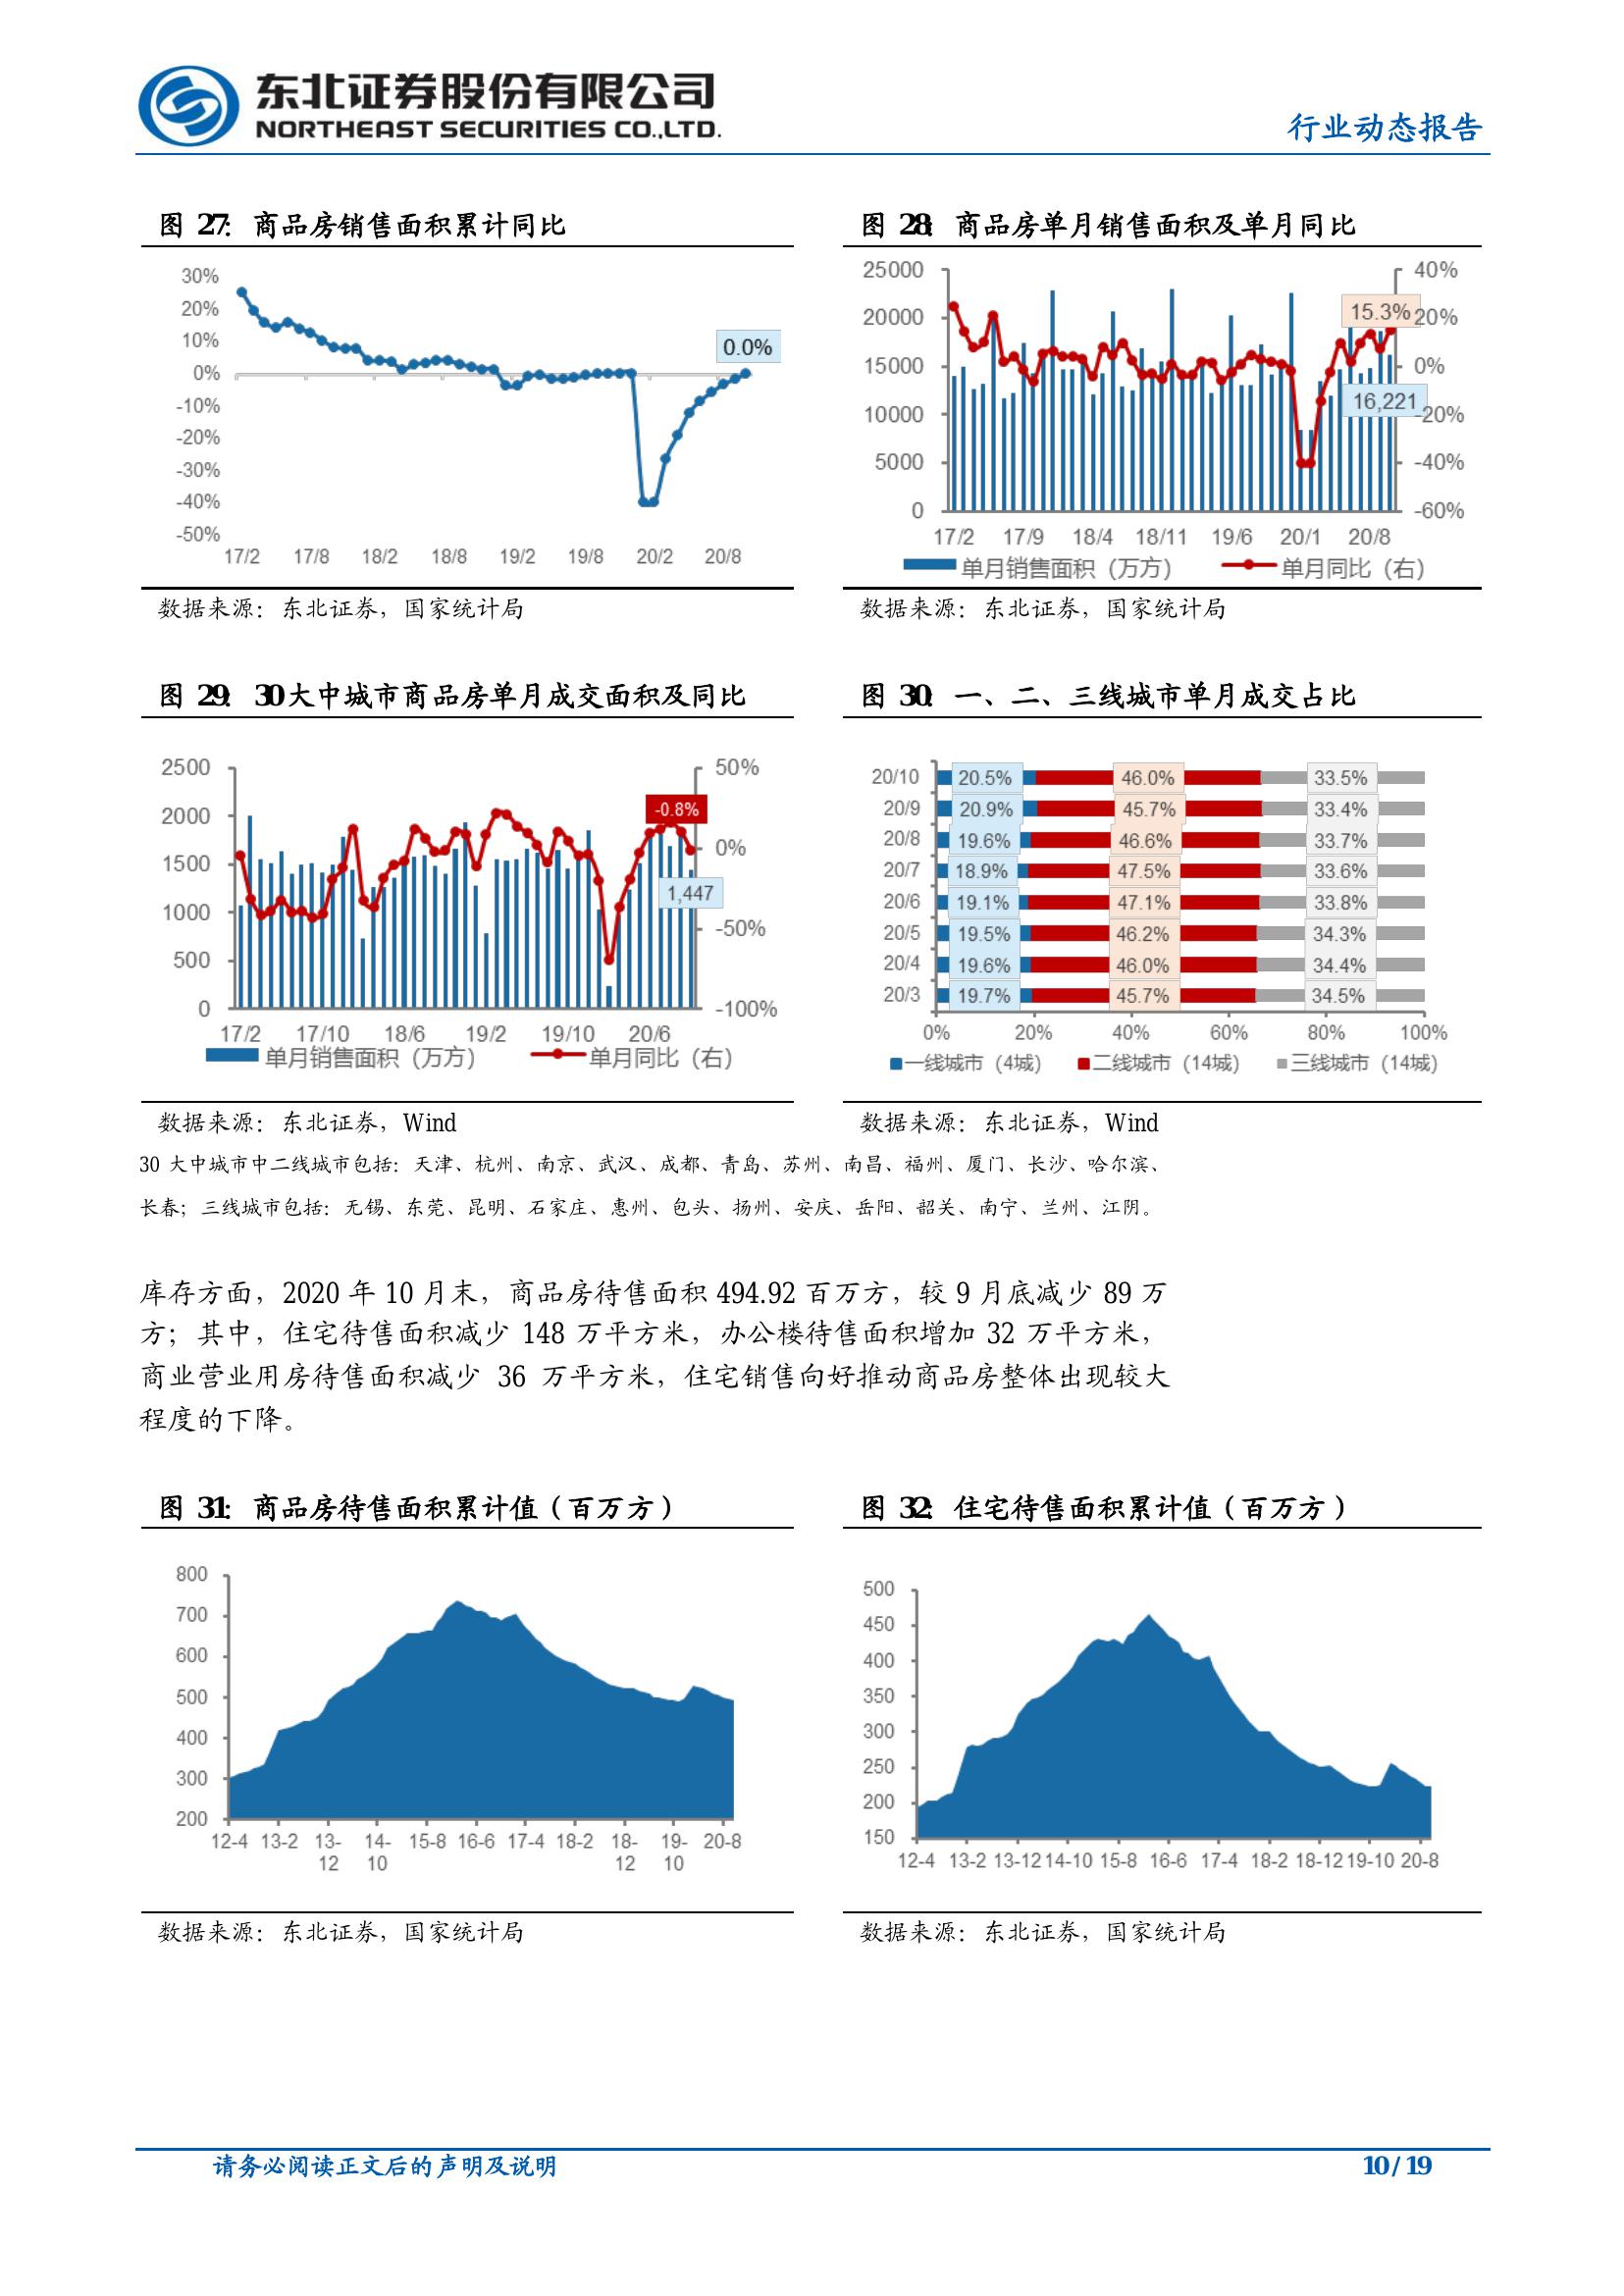 东北证券股份有限公司
NORTHEAST SECURITIES CO.,LTD.
行业动态报告
图 27: 商品房销售面积累计同比
30%
20%
10%
0%
-10%
-20%
-30%
-40%
-50%
0.0%
17/2 17/8 18/2 18/8 19/2 19/8 20/2 20/8
数据来源：东北证券，国家统计局
图 28: 商品房单月销售面积及单月同比
25000
20000
15000
10000
5000
0
40%
20%
0%
-20%
-40%
-60%
15.3%
16,221
17/2 17/9 18/4 18/11 19/6 20/1 20/8
单月销售面积（万方） 单月同比（右）
数据来源：东北证券，国家统计局
图 29: 30大中城市商品房单月成交面积及同比
2500
2000
1500
1000
500
0
50%
0%
-50%
-100%
-0.8%
1,447
17/2 17/10 18/6 19/2 19/10 20/6
单月销售面积（万方） 单月同比（右）
数据来源：东北证券，Wind
图 30: 一、二、三线城市单月成交占比
20/10 20.5% 46.0% 33.5%
20/9 20.9% 45.7% 33.4%
20/8 19.6% 46.6% 33.7%
20/7 18.9% 47.5% 33.6%
20/6 19.1% 47.1% 33.8%
20/5 19.5% 46.2% 34.3%
20/4 19.6% 46.0% 34.4%
20/3 19.7% 45.7% 34.5%
0% 20% 40% 60% 80% 100%
一线城市（4城） 二线城市（14城） 三线城市（14城）
数据来源：东北证券，Wind
30 大中城市中二线城市包括：天津、杭州、南京、武汉、成都、青岛、苏州、南昌、福州、厦门、长沙、哈尔滨、
长春；三线城市包括：无锡、东莞、昆明、石家庄、惠州、包头、扬州、安庆、岳阳、韶关、南宁、兰州、江阴。
库存方面，2020 年 10 月末，商品房待售面积 494.92 百万方，较 9 月底减少 89 万
方；其中，住宅待售面积减少 148 万平方米，办公楼待售面积增加 32 万平方米，
商业营业用房待售面积减少 36 万平方米，住宅销售向好推动商品房整体出现较大
程度的下降。
图 31: 商品房待售面积累计值（百万方）
800
700
600
500
400
300
200
12-4 13-2 13-12 14-10 15-8 16-6 17-4 18-2 18-12 19-10 20-8
数据来源：东北证券，国家统计局
图 32: 住宅待售面积累计值（百万方）
500
450
400
350
300
250
200
150
12-4 13-2 13-12 14-10 15-8 16-6 17-4 18-2 18-12 19-10 20-8
数据来源：东北证券，国家统计局
请务必阅读正文后的声明及说明
10 / 19